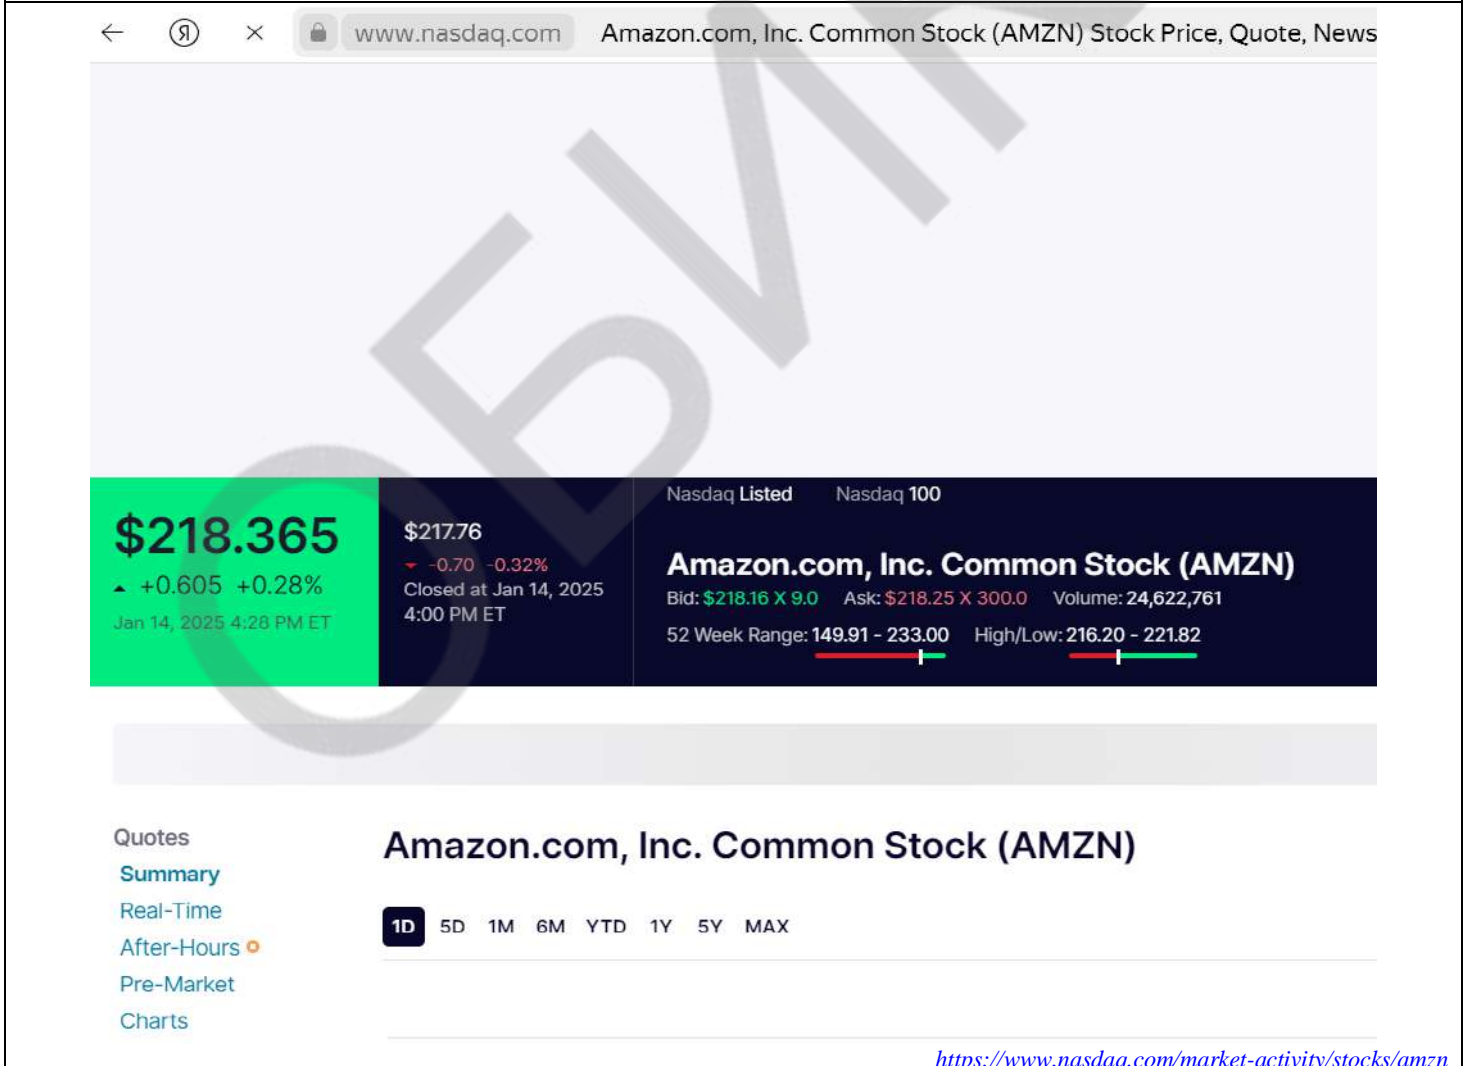 www.nasdaq.com Amazon.com, Inc. Common Stock (AMZN) Stock Price, Quote, News
ОБИ
Nasdaq Listed Nasdaq 100
$218.365
+0.605 +0.28%
Jan 14, 2025 4:28 PM ET
$217.76
-0.70 -0.32%
Closed at Jan 14, 2025
4:00 PM ET
Amazon.com, Inc. Common Stock (AMZN)
Bid: $218.16 X 9.0 Ask: $218.25 X 300.0 Volume: 24,622,761
52 Week Range: 149.91 - 233.00 High/Low: 216.20 - 221.82
Quotes
Summary
Real-Time
After-Hours
Pre-Market
Charts
Amazon.com, Inc. Common Stock (AMZN)
1D 5D 1M 6M YTD 1Y 5Y MAX
https://www.nasdaq.com/market-activity/stocks/amzn